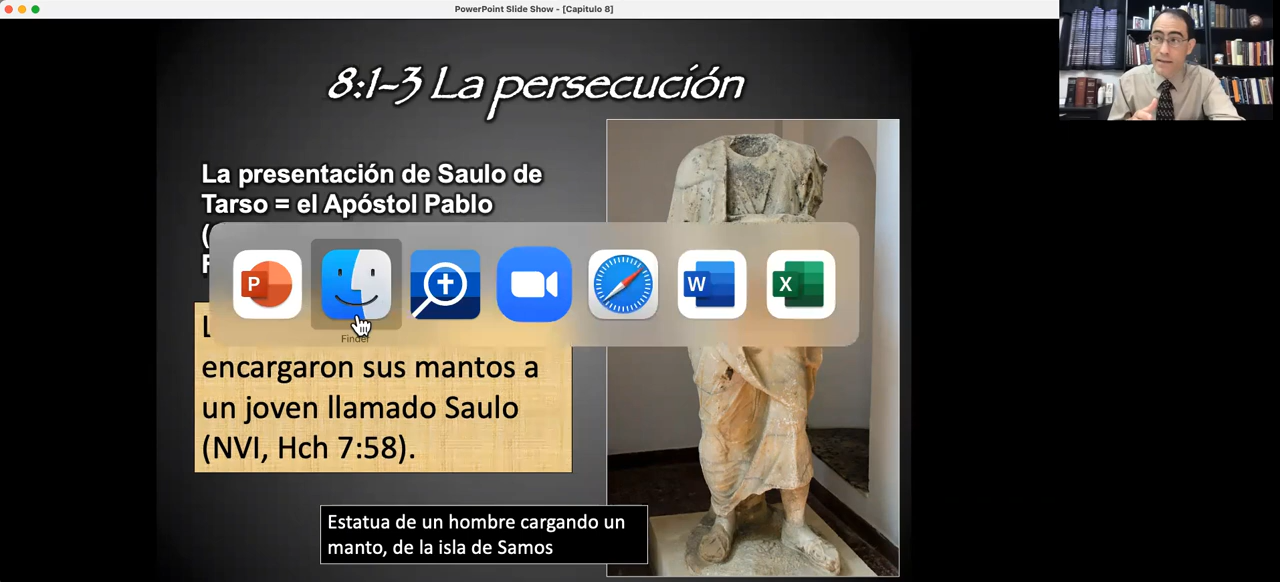 PowerPoint Slide Show - [Capitulo 8]
8:1-3 La persecución
La presentación de Saulo de
Tarso = el Apóstol Pablo
(
P
W
X
Finder
encargaron sus mantos a
un joven llamado Saulo
(NVI, Hch 7:58).
Estatua de un hombre cargando un
manto, de la isla de Samos